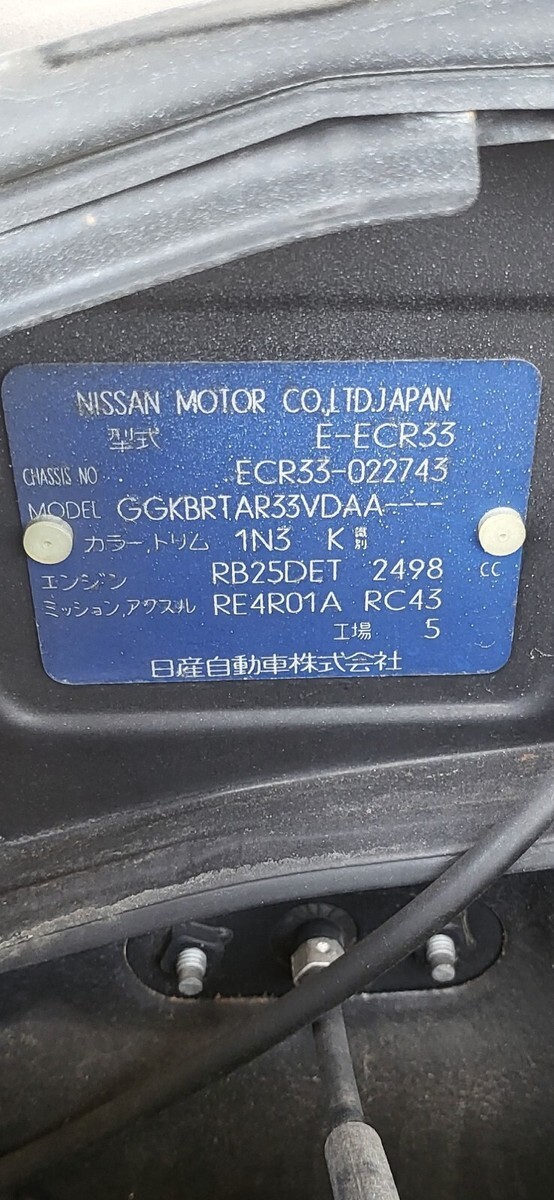 NISSAN MOTOR CO.,LTD.JAPAN
型式 E-ECR33
CHASSIS NO ECR33-022743
MODEL GGKBRTAR33VDAA----
カラー,トリム 1N3 K 識別
エンジン RB25DET 2498 CC
ミッション,アクスル RE4R01A RC43
工場 5
日産自動車株式会社